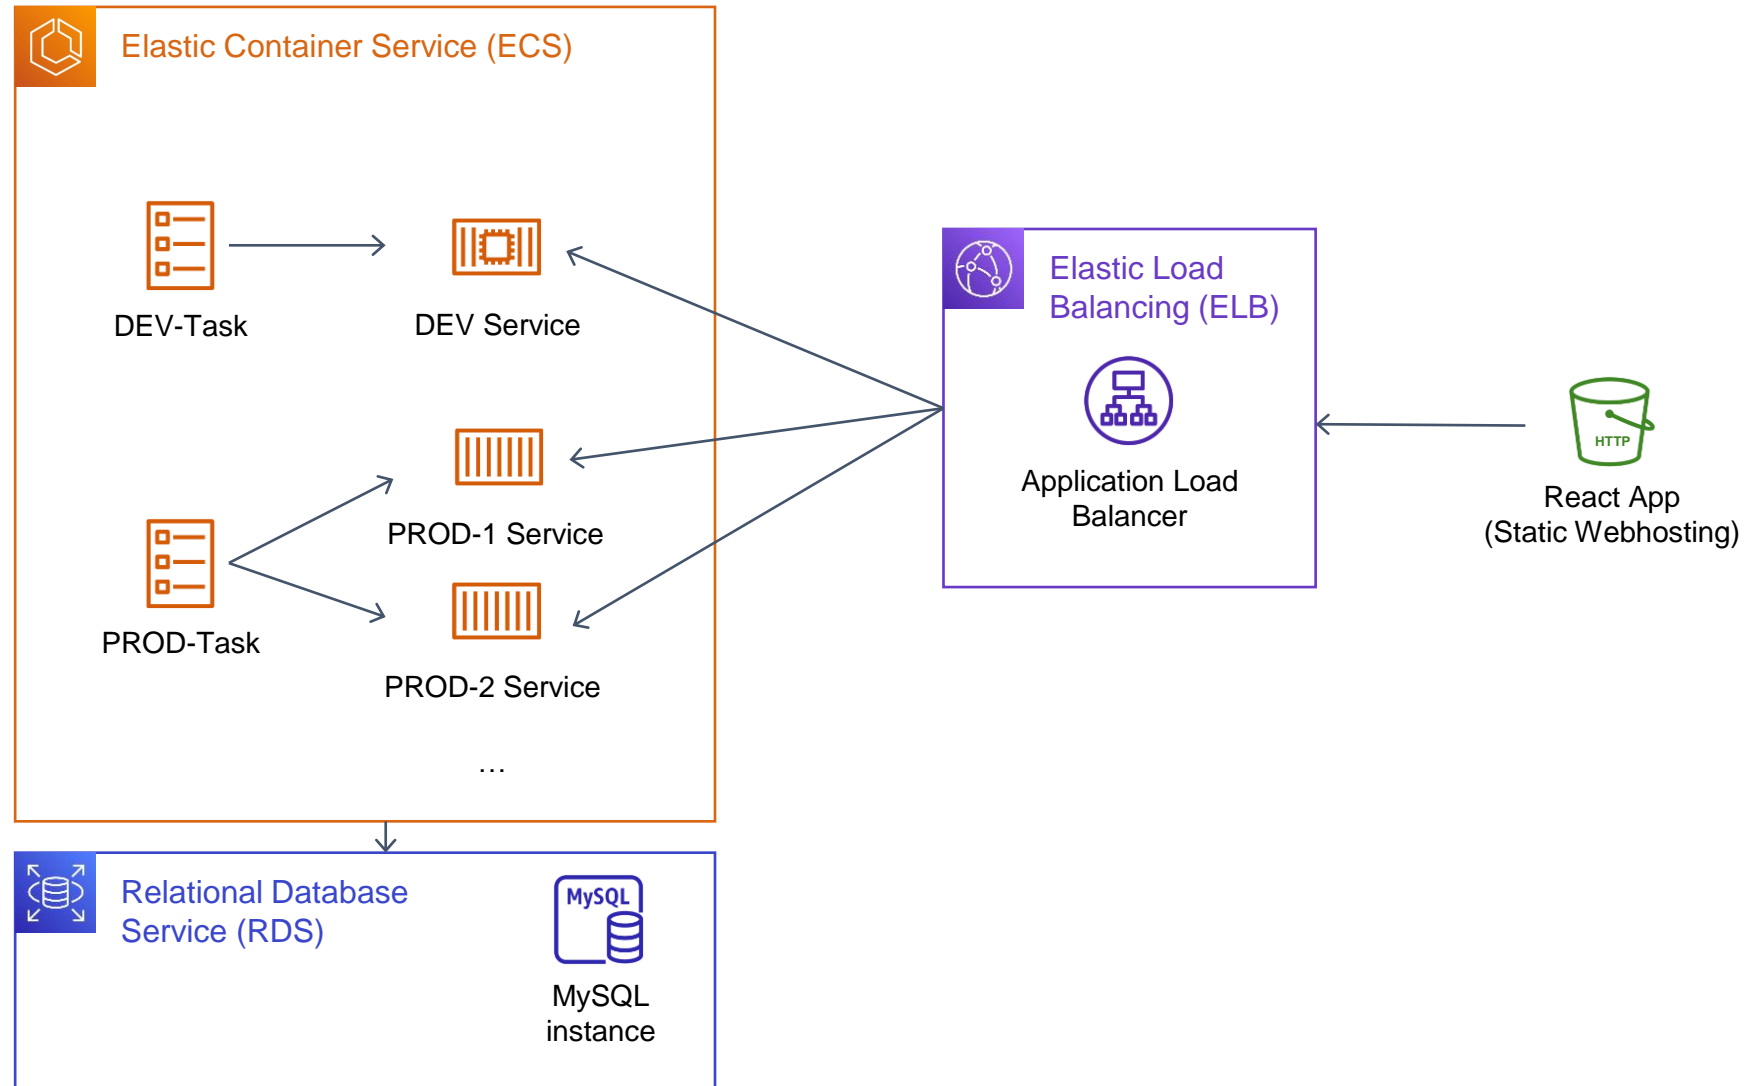 Elastic Container Service (ECS)
DEV-Task
DEV Service
PROD-1 Service
PROD-Task
PROD-2 Service
…
Elastic Load
Balancing (ELB)
Application Load
Balancer
HTTP
React App
(Static Webhosting)
Relational Database
Service (RDS)
MySQL
MySQL
instance